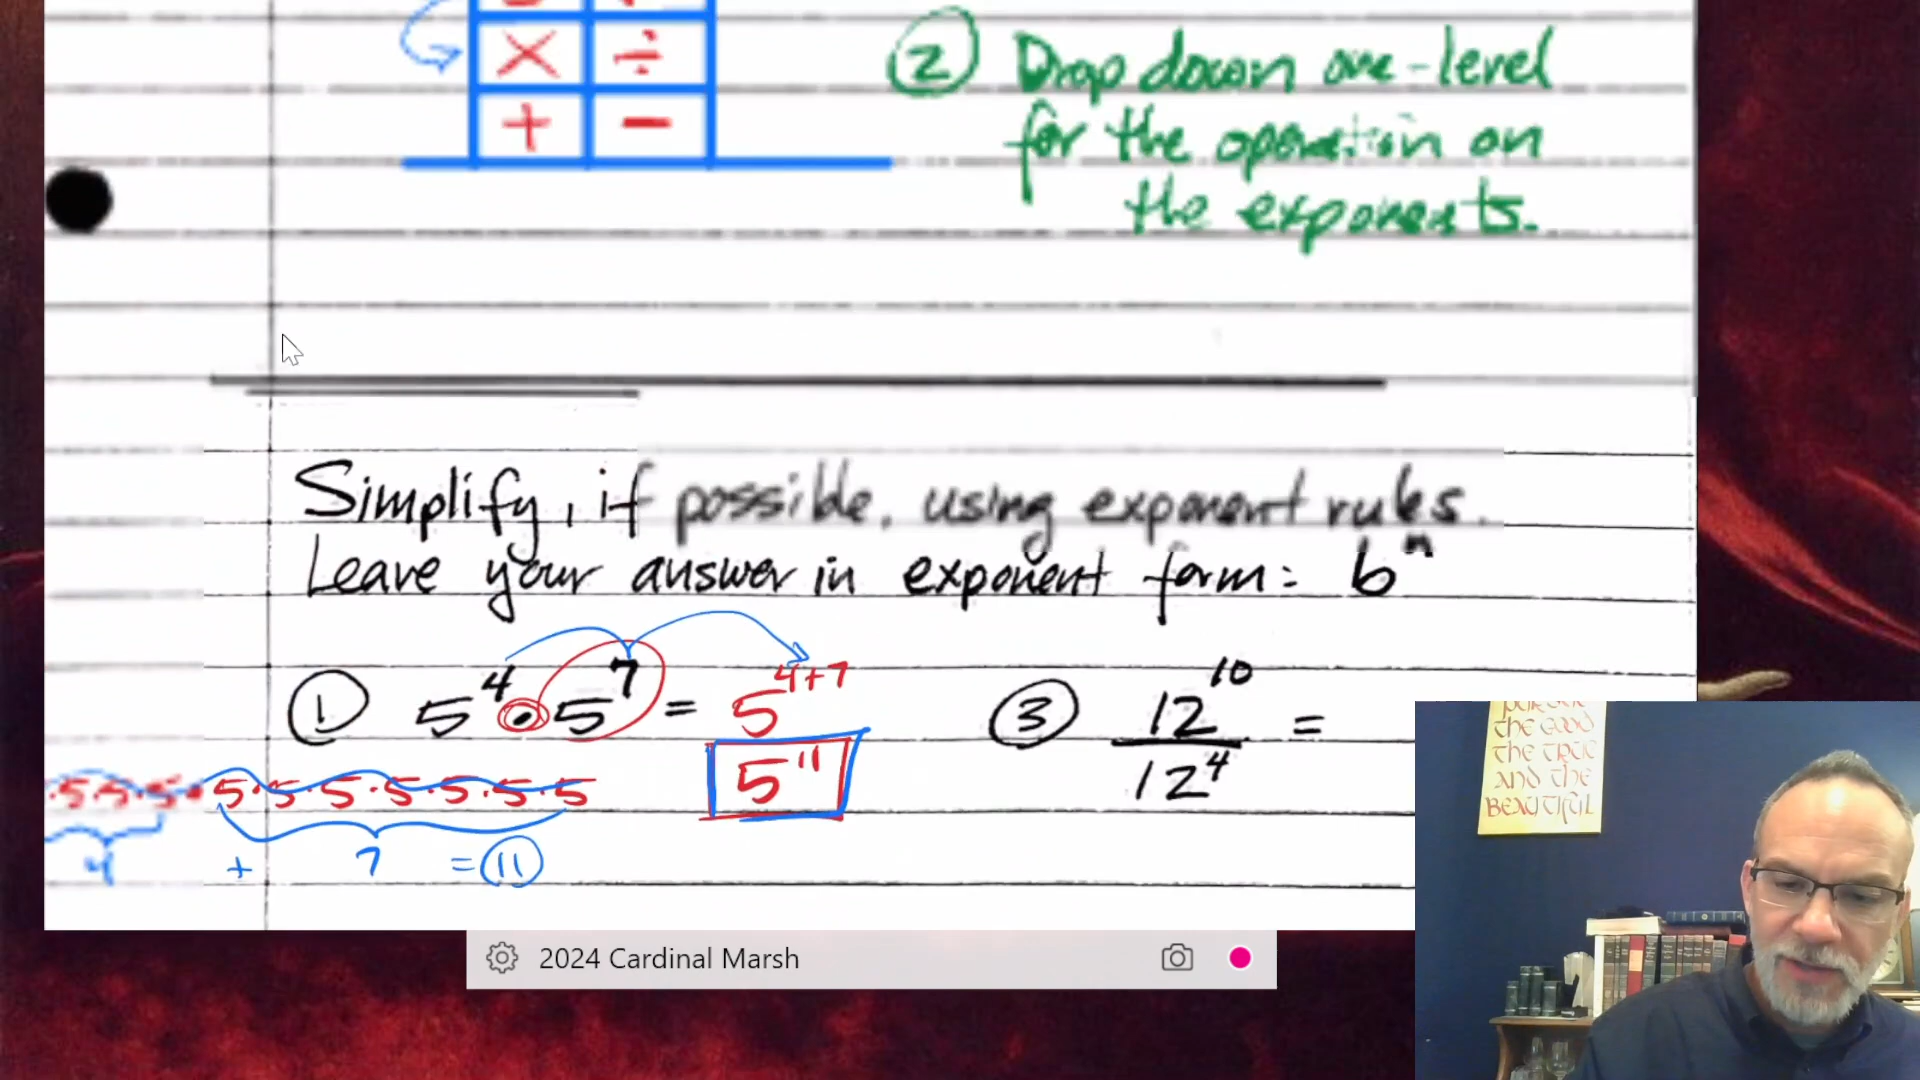 × ÷
+ −
② Drop down one-level
for the operation on
the exponents.
Simplify, if possible, using exponent rules.
Leave your answer in exponent form: bⁿ
① 5⁴ • 5⁷ = 5⁴⁺⁷
5¹¹
·5·5·5·5·5·5·5·5·5·5
4 + 7 = ⑪
③ 12¹⁰ =
12⁴
THE GOOD
THE TRUE
AND THE
BEAUTIFUL
2024 Cardinal Marsh